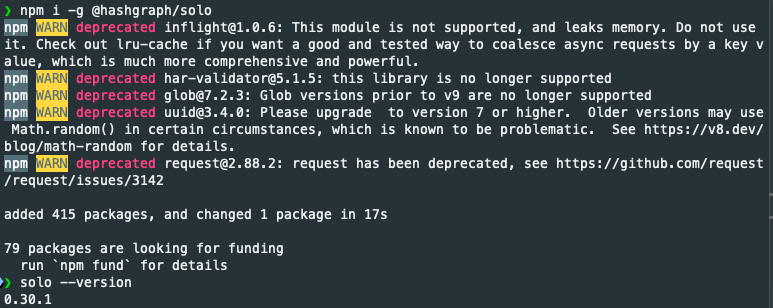 ❯ npm i -g @hashgraph/solo
npm WARN deprecated inflight@1.0.6: This module is not supported, and leaks memory. Do not use
it. Check out lru-cache if you want a good and tested way to coalesce async requests by a key v
alue, which is much more comprehensive and powerful.
npm WARN deprecated har-validator@5.1.5: this library is no longer supported
npm WARN deprecated glob@7.2.3: Glob versions prior to v9 are no longer supported
npm WARN deprecated uuid@3.4.0: Please upgrade  to version 7 or higher.  Older versions may use
 Math.random() in certain circumstances, which is known to be problematic.  See https://v8.dev/
blog/math-random for details.
npm WARN deprecated request@2.88.2: request has been deprecated, see https://github.com/request
/request/issues/3142
added 415 packages, and changed 1 package in 17s
79 packages are looking for funding
  run `npm fund` for details
❯ solo --version
0.30.1